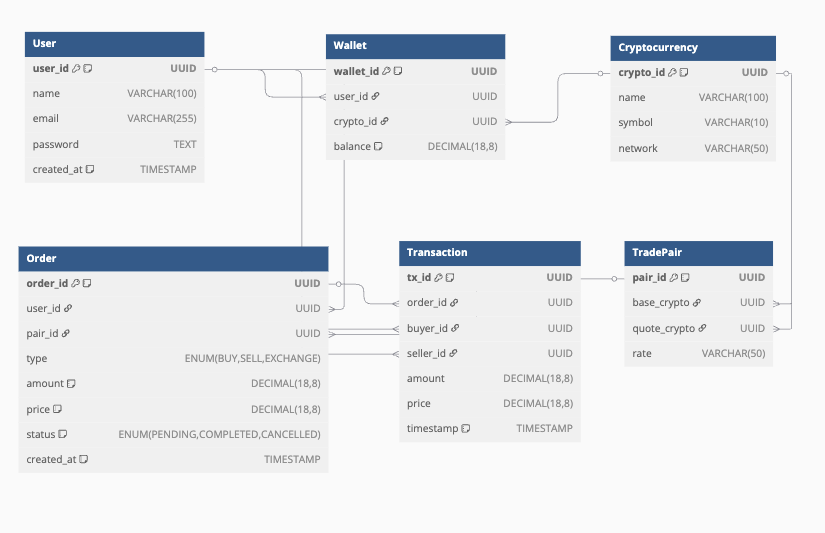 User
user_id UUID
name VARCHAR(100)
email VARCHAR(255)
password TEXT
created_at TIMESTAMP
Wallet
wallet_id UUID
user_id UUID
crypto_id UUID
balance DECIMAL(18,8)
Cryptocurrency
crypto_id UUID
name VARCHAR(100)
symbol VARCHAR(10)
network VARCHAR(50)
Order
order_id UUID
user_id UUID
pair_id UUID
type ENUM(BUY,SELL,EXCHANGE)
amount DECIMAL(18,8)
price DECIMAL(18,8)
status ENUM(PENDING,COMPLETED,CANCELLED)
created_at TIMESTAMP
Transaction
tx_id UUID
order_id UUID
buyer_id UUID
seller_id UUID
amount DECIMAL(18,8)
price DECIMAL(18,8)
timestamp TIMESTAMP
TradePair
pair_id UUID
base_crypto UUID
quote_crypto UUID
rate VARCHAR(50)